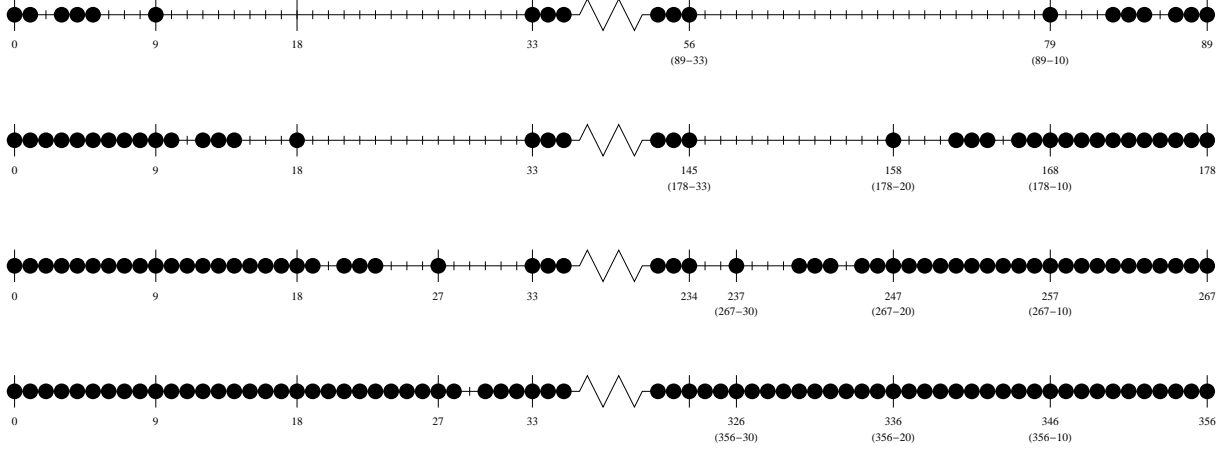 0 9 18 33 56 79 89
(89−33) (89−10)
0 9 18 33 145 158 168 178
(178−33) (178−20) (178−10)
0 9 18 27 33 234 237 247 257 267
(267−30) (267−20) (267−10)
0 9 18 27 33 326 336 346 356
(356−30) (356−20) (356−10)